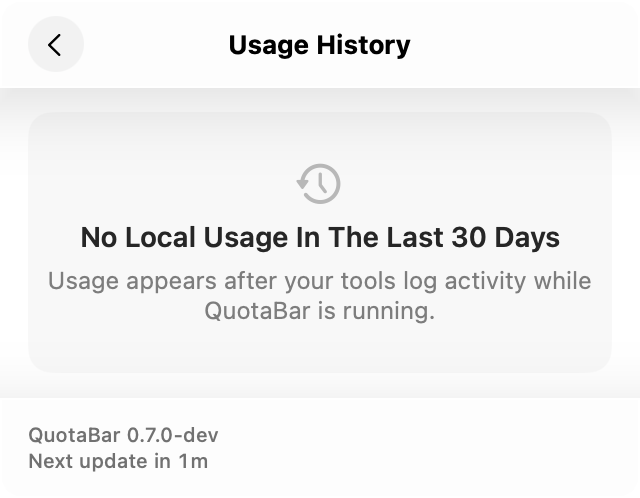 Usage History
No Local Usage In The Last 30 Days
Usage appears after your tools log activity while
QuotaBar is running.
QuotaBar 0.7.0-dev
Next update in 1m